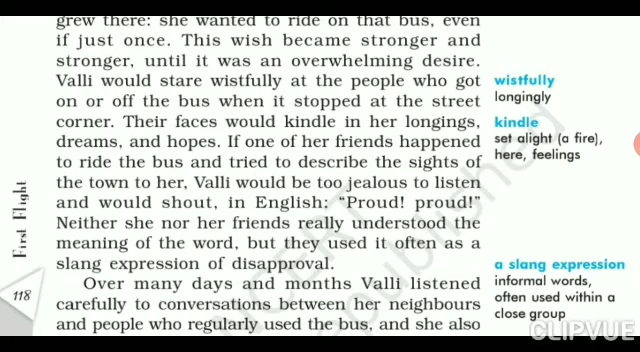 grew there: she wanted to ride on that bus, even
if just once. This wish became stronger and
stronger, until it was an overwhelming desire.
Valli would stare wistfully at the people who got
on or off the bus when it stopped at the street
corner. Their faces would kindle in her longings,
dreams, and hopes. If one of her friends happened
to ride the bus and tried to describe the sights of
the town to her, Valli would be too jealous to listen
and would shout, in English: “Proud! proud!”
Neither she nor her friends really understood the
meaning of the word, but they used it often as a
slang expression of disapproval.
Over many days and months Valli listened
carefully to conversations between her neighbours
and people who regularly used the bus, and she also
wistfully
longingly
kindle
set alight (a fire),
here, feelings
a slang expression
informal words,
often used within a
close group
First Flight
118
NCERT
republished
CLIPVUE